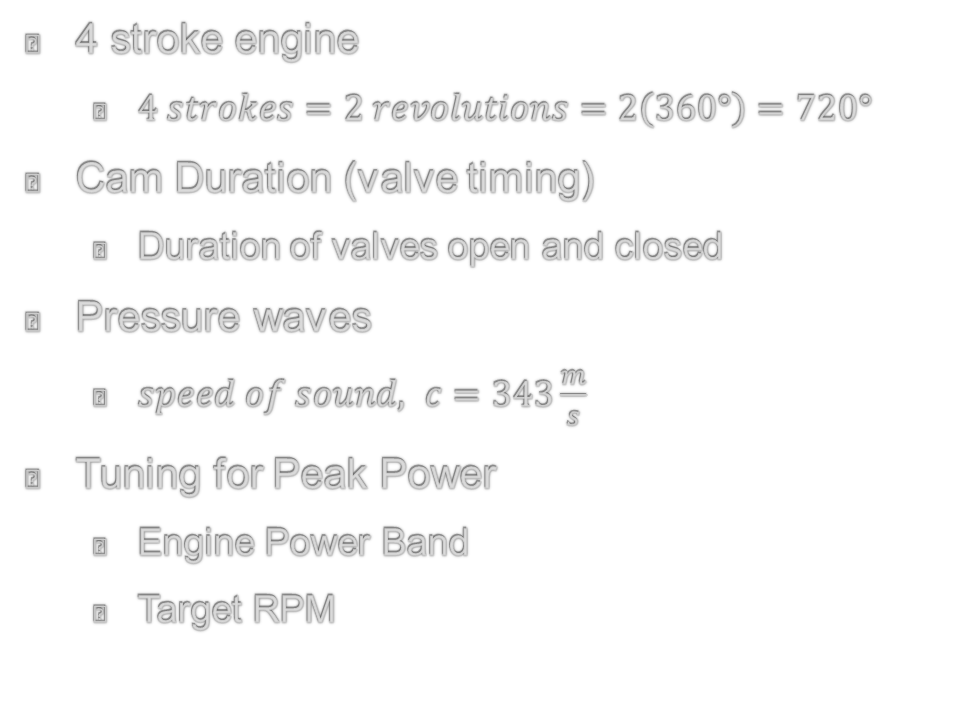 4 stroke engine
4 strokes = 2 revolutions = 2(360°) = 720°
Cam Duration (valve timing)
Duration of valves open and closed
Pressure waves
speed of sound, c = 343 m/s
Tuning for Peak Power
Engine Power Band
Target RPM